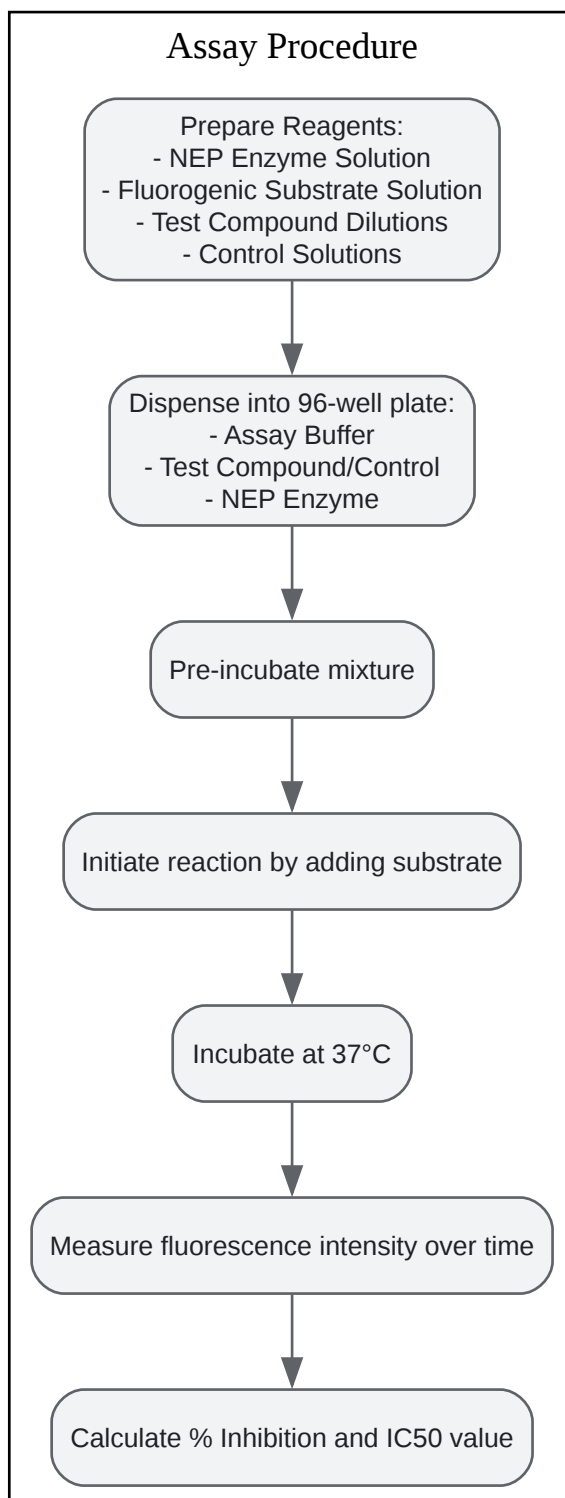 Assay Procedure
Prepare Reagents:
- NEP Enzyme Solution
- Fluorogenic Substrate Solution
- Test Compound Dilutions
- Control Solutions
Dispense into 96-well plate:
- Assay Buffer
- Test Compound/Control
- NEP Enzyme
Pre-incubate mixture
Initiate reaction by adding substrate
Incubate at 37°C
Measure fluorescence intensity over time
Calculate % Inhibition and IC50 value